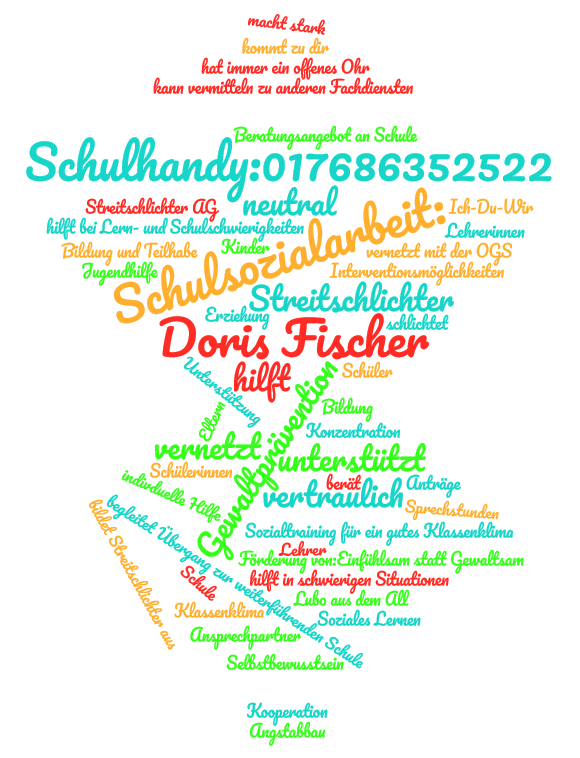 macht stark
kommt zu dir
hat immer ein offenes Ohr
kann vermitteln zu anderen Fachdiensten
Beratungsangebot an Schule
Schulhandy:017686352522
Streitschlichter AG
neutral
Ich-Du-Wir
hilft bei Lern- und Schulschwierigkeiten
Lehrerinnen
Schulsozialarbeit:
Bildung und Teilhabe
Kinder
vernetzt mit der OGS
Jugendhilfe
Interventionsmöglichkeiten
Streitschlichter
Erziehung
schlichtet
Doris Fischer
Unterstützung
hilft
Schüler
Gewaltprävention
Bildung
Eltern
Konzentration
vernetzt
unterstützt
Schülerinnen
indivduelle Hilfe
berät
Anträge
vertraulich
Sprechstunden
begleitet Übergang zur weiterführenden Schule
bildet Streitschlichter aus
Sozialtraining für ein gutes Klassenklima
Lehrer
Förderung von:Einfühlsam statt Gewaltsam
Schule
hilft in schwierigen Situationen
Lubo aus dem All
Klassenklima
Soziales Lernen
Ansprechpartner
Selbstbewusstsein
Kooperation
Angstabbau